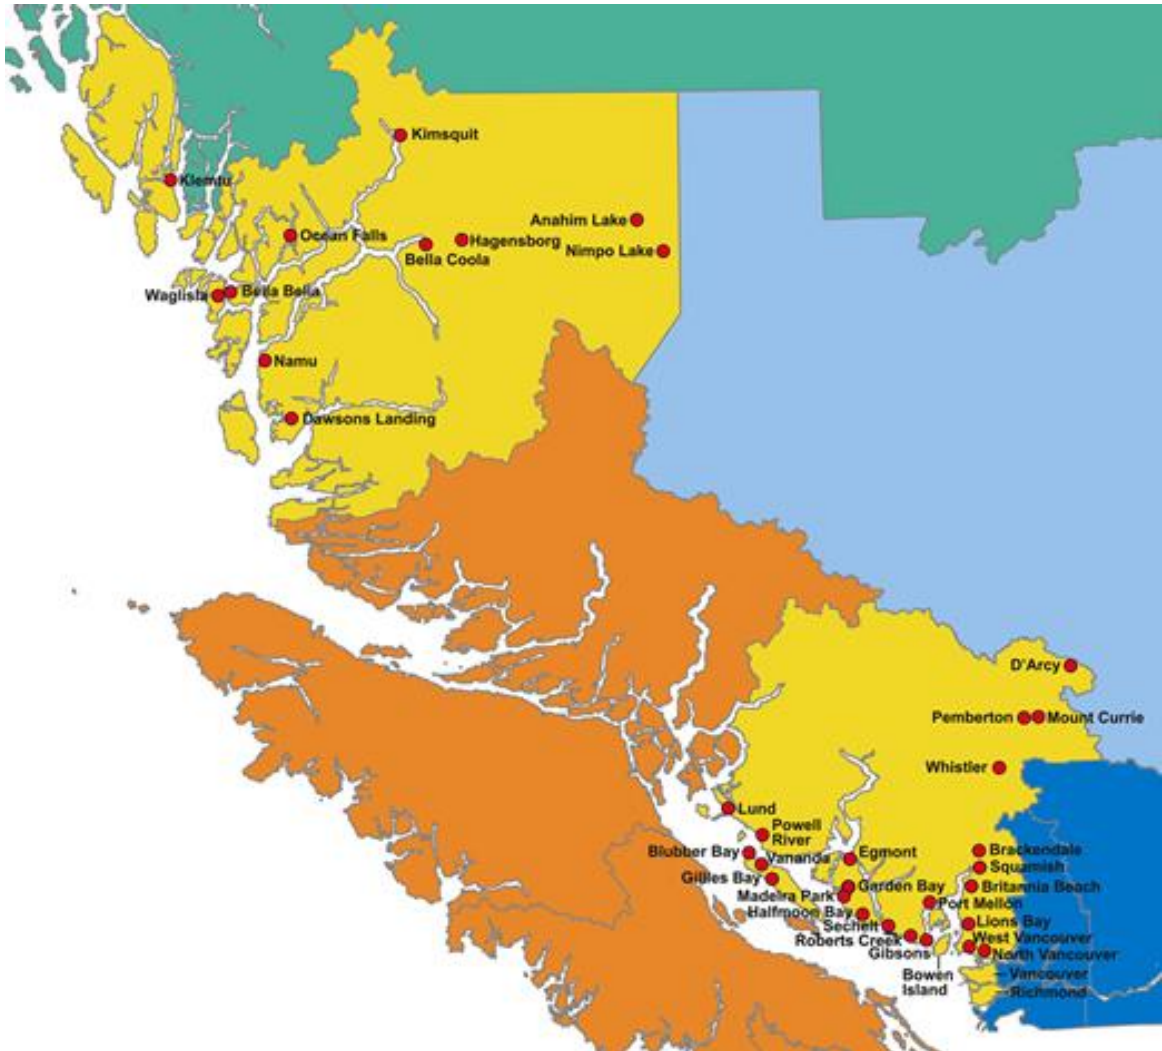 Kimsquit
Klemtu
Anahim Lake
Ocean Falls
Hagensborg
Bella Coola
Nimpo Lake
Bella Bella
Waglisla
Namu
Dawsons Landing
D'Arcy
Pemberton
Mount Currie
Whistler
Lund
Powell
River
Blubber Bay
Vananda
Egmont
Brackendale
Squamish
Gillies Bay
Garden Bay
Britannia Beach
Madeira Park
Port Mellon
Halfmoon Bay
Sechelt
Lions Bay
Roberts Creek
West Vancouver
Gibsons
North Vancouver
Bowen
Island
Vancouver
Richmond